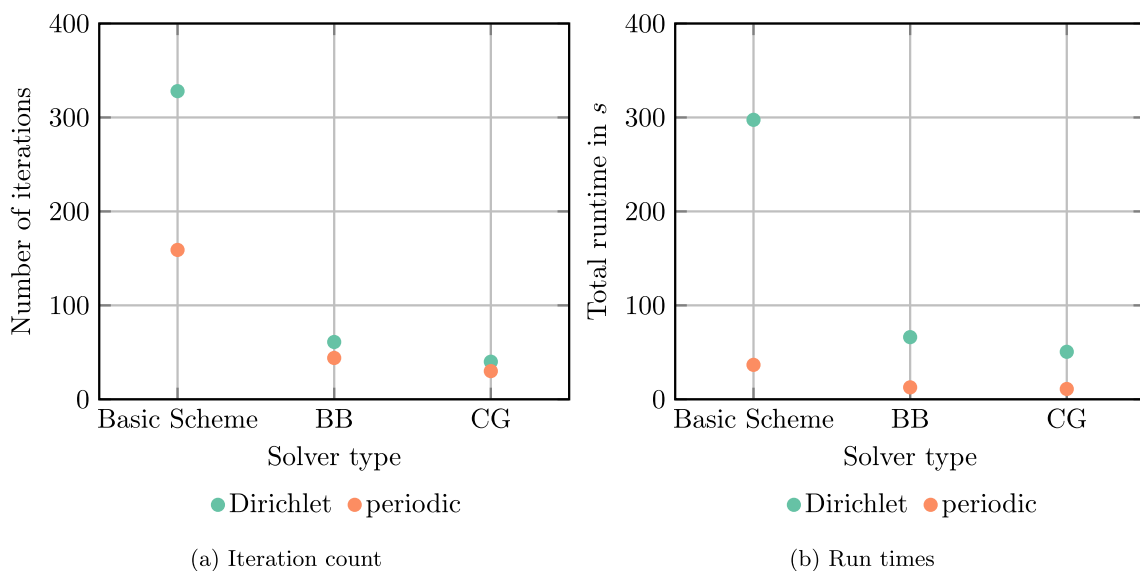 400
300
200
100
0
Number of iterations
Basic Scheme BB CG
Solver type
Dirichlet periodic
(a) Iteration count
400
300
200
100
0
Total runtime in s
Basic Scheme BB CG
Solver type
Dirichlet periodic
(b) Run times